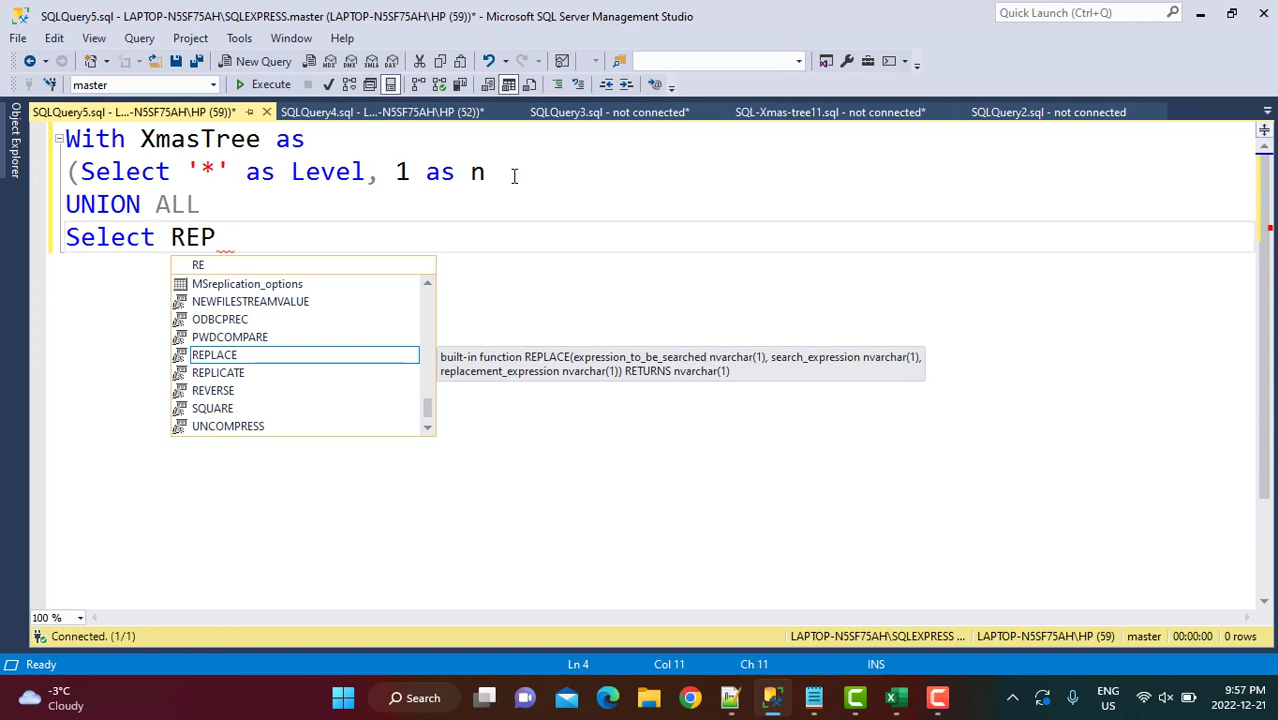 SQLQuery5.sql - LAPTOP-N5SF75AH\SQLEXPRESS.master (LAPTOP-N5SF75AH\HP (59))* - Microsoft SQL Server Management Studio
Quick Launch (Ctrl+Q)
File Edit View Query Project Tools Window Help
New Query
master
Execute
SQLQuery5.sql - L...-N5SF75AH\HP (59))* SQLQuery4.sql - L...-N5SF75AH\HP (52))* SQLQuery3.sql - not connected* SQL-Xmas-tree11.sql - not connected* SQLQuery2.sql - not connected
Object Explorer
With XmasTree as
(Select '*' as Level, 1 as n
UNION ALL
Select REP
RE
MSreplication_options
NEWFILESTREAMVALUE
ODBCPREC
PWDCOMPARE
REPLACE
REPLICATE
REVERSE
SQUARE
UNCOMPRESS
built-in function REPLACE(expression_to_be_searched nvarchar(1), search_expression nvarchar(1),
replacement_expression nvarchar(1)) RETURNS nvarchar(1)
100 %
Connected. (1/1) LAPTOP-N5SF75AH\SQLEXPRESS ... LAPTOP-N5SF75AH\HP (59) master 00:00:00 0 rows
Ready Ln 4 Col 11 Ch 11 INS
-3°C
Cloudy
Search
ENG
US
9:57 PM
2022-12-21